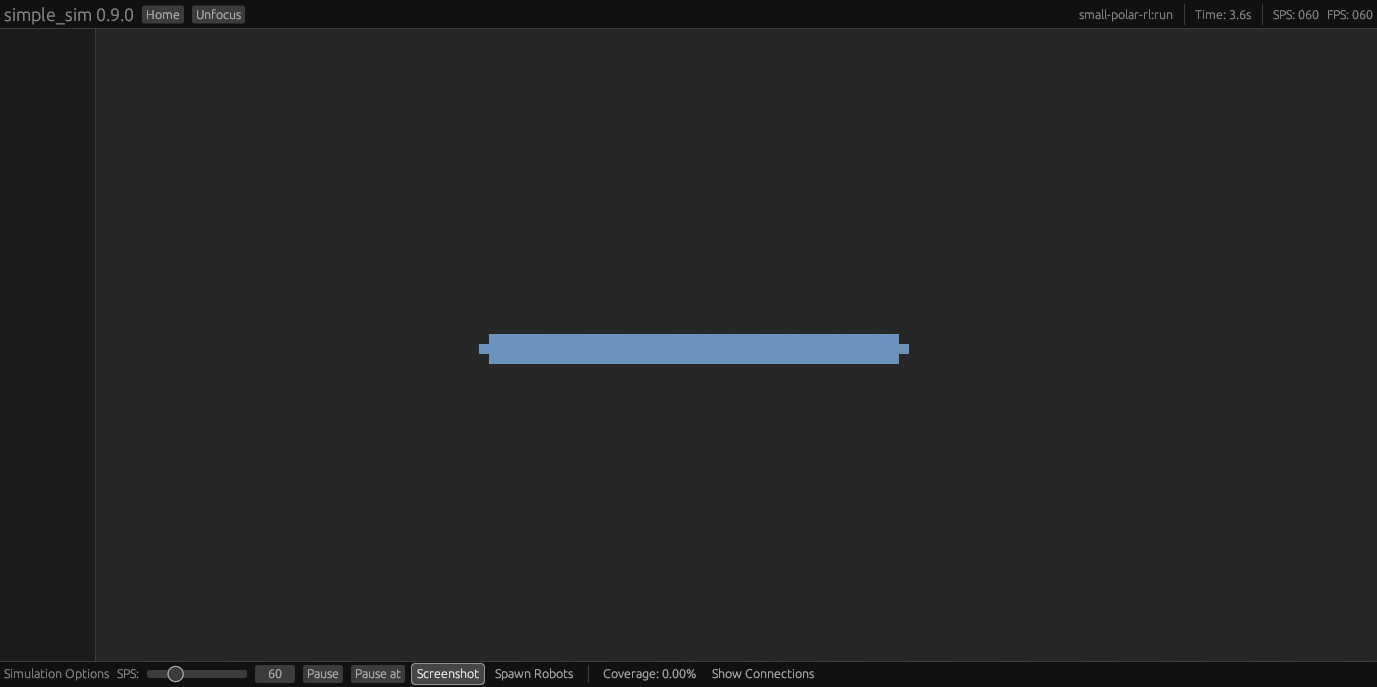 simple_sim 0.9.0 Home Unfocus small-polar-rl:run Time: 3.6s SPS: 060 FPS: 060
Simulation Options SPS: 60 Pause Pause at Screenshot Spawn Robots Coverage: 0.00% Show Connections